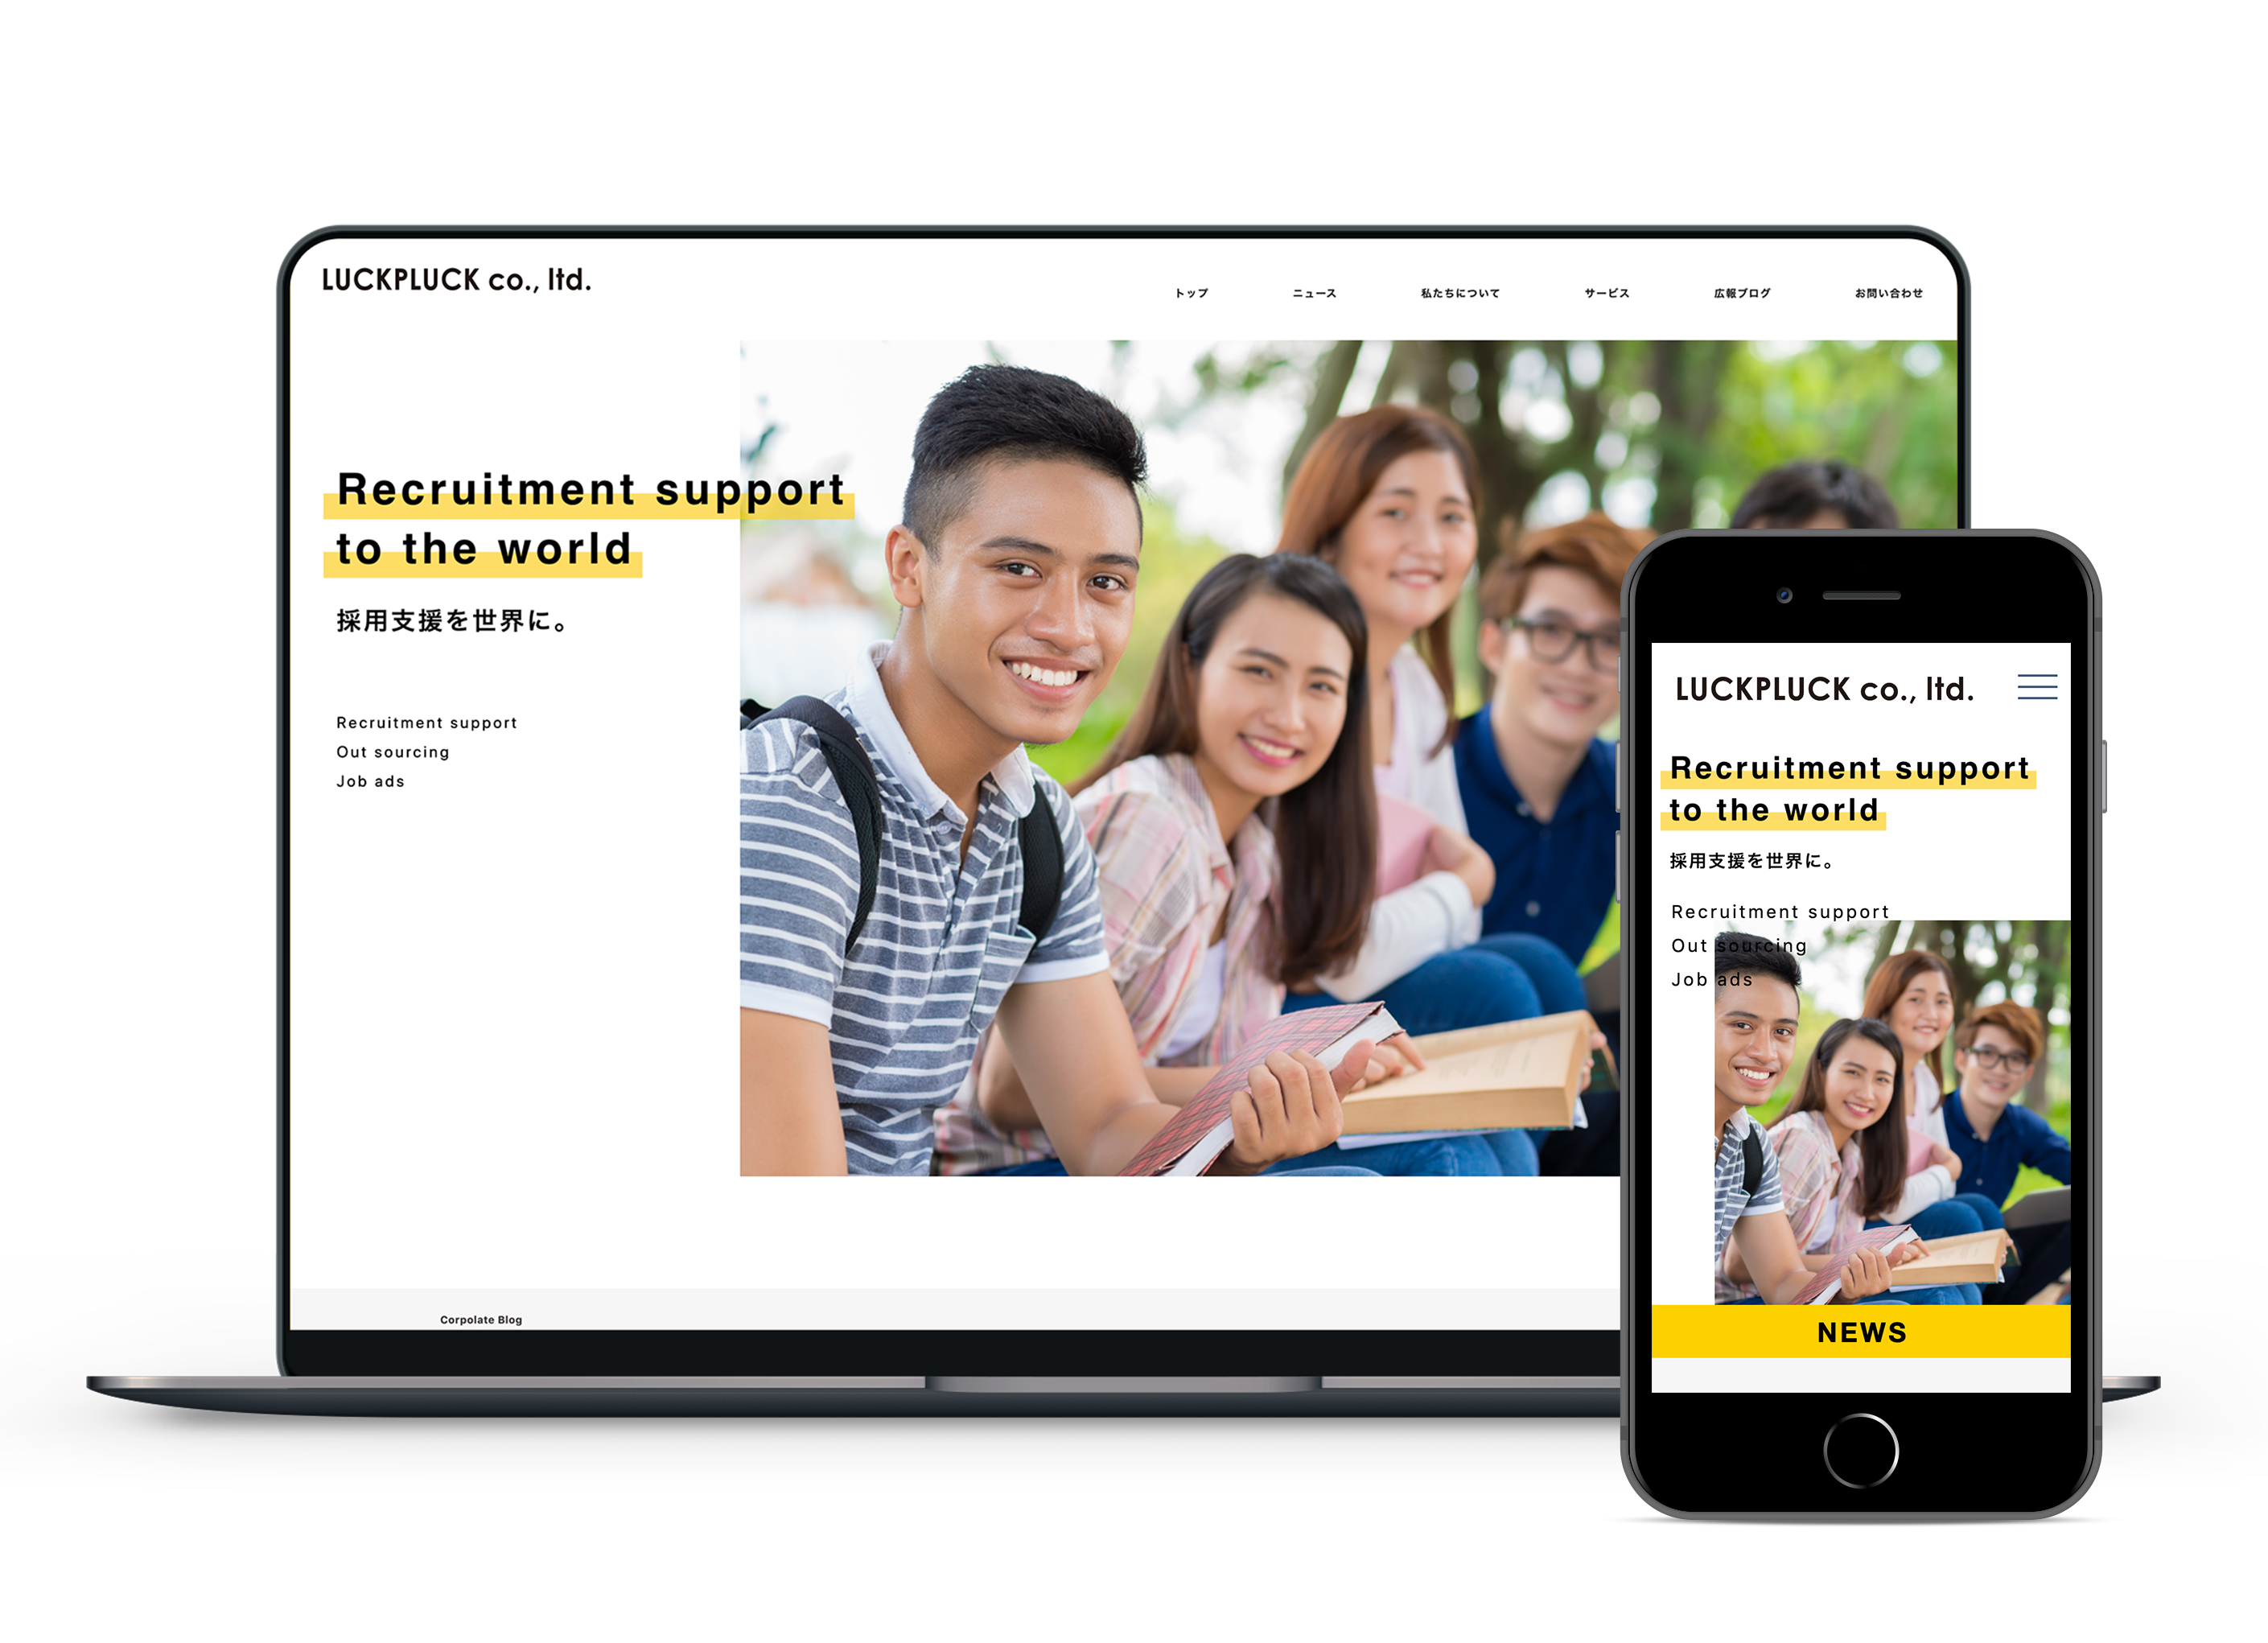 LUCKPLUCK co., ltd.
トップ ニュース 私たちについて サービス 広報ブログ お問い合わせ
Recruitment support
to the world
採用支援を世界に。
Recruitment support
Out sourcing
Job ads
Corpolate Blog
LUCKPLUCK co., ltd.
Recruitment support
to the world
採用支援を世界に。
Recruitment support
Out sourcing
Job ads
NEWS